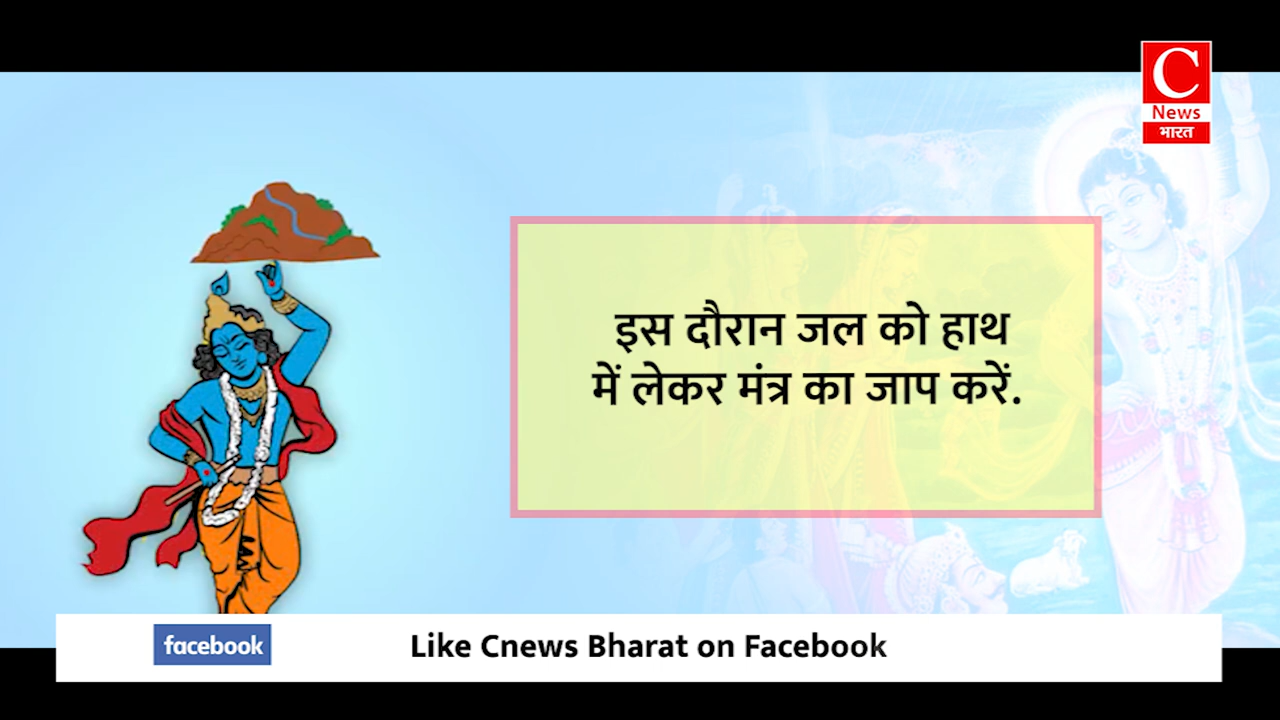 C
News
भारत
इस दौरान जल को हाथ
में लेकर मंत्र का जाप करें.
facebook
Like Cnews Bharat on Facebook